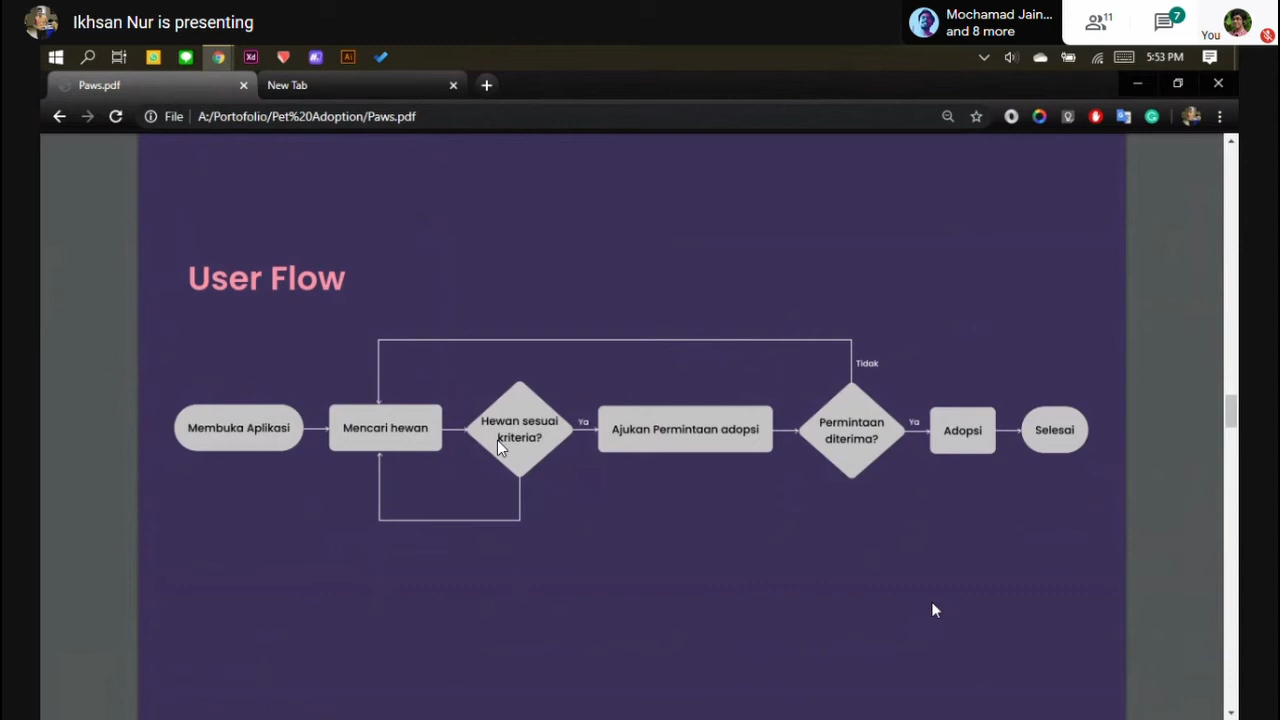 Ikhsan Nur is presenting
Mochamad Jain...
and 8 more
11
7
You
Xd
Ai
5:53 PM
Paws.pdf
New Tab
File
A:/Portofolio/Pet%20Adoption/Paws.pdf
User Flow
Tidak
Membuka Aplikasi
Mencari hewan
Hewan sesuai
kriteria?
Ya
Ajukan Permintaan adopsi
Permintaan
diterima?
Ya
Adopsi
Selesai